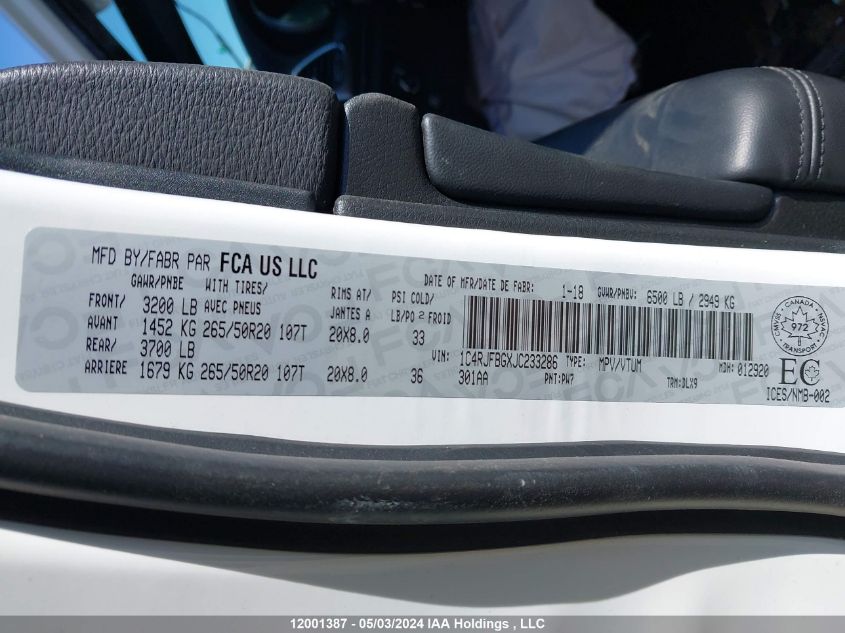 MFD BY/FABR PAR FCA US LLC
DATE OF MFR/DATE DE FABR: 1-18 GVWR/PNBV: 6500 LB / 2949 KG
GAWR/PNBE WITH TIRES/ RIMS AT/ PSI COLD/
FRONT/ 3200 LB AVEC PNEUS JANTES A LB/PO 2 FROID
AVANT 1452 KG 265/50R20 107T 20X8.0 33
REAR/ 3700 LB
ARRIERE 1679 KG 265/50R20 107T 20X8.0 36
VIN: 1C4RJFBGXJC233286 TYPE: MPV/VTUM MDH: 012920
301AA PNT: PW7 TRM: DLX9
CMVSS CANADA NSVAC
972
TRANSPORT
EC
ICES/NMB-002
12001387 - 05/03/2024 IAA Holdings , LLC